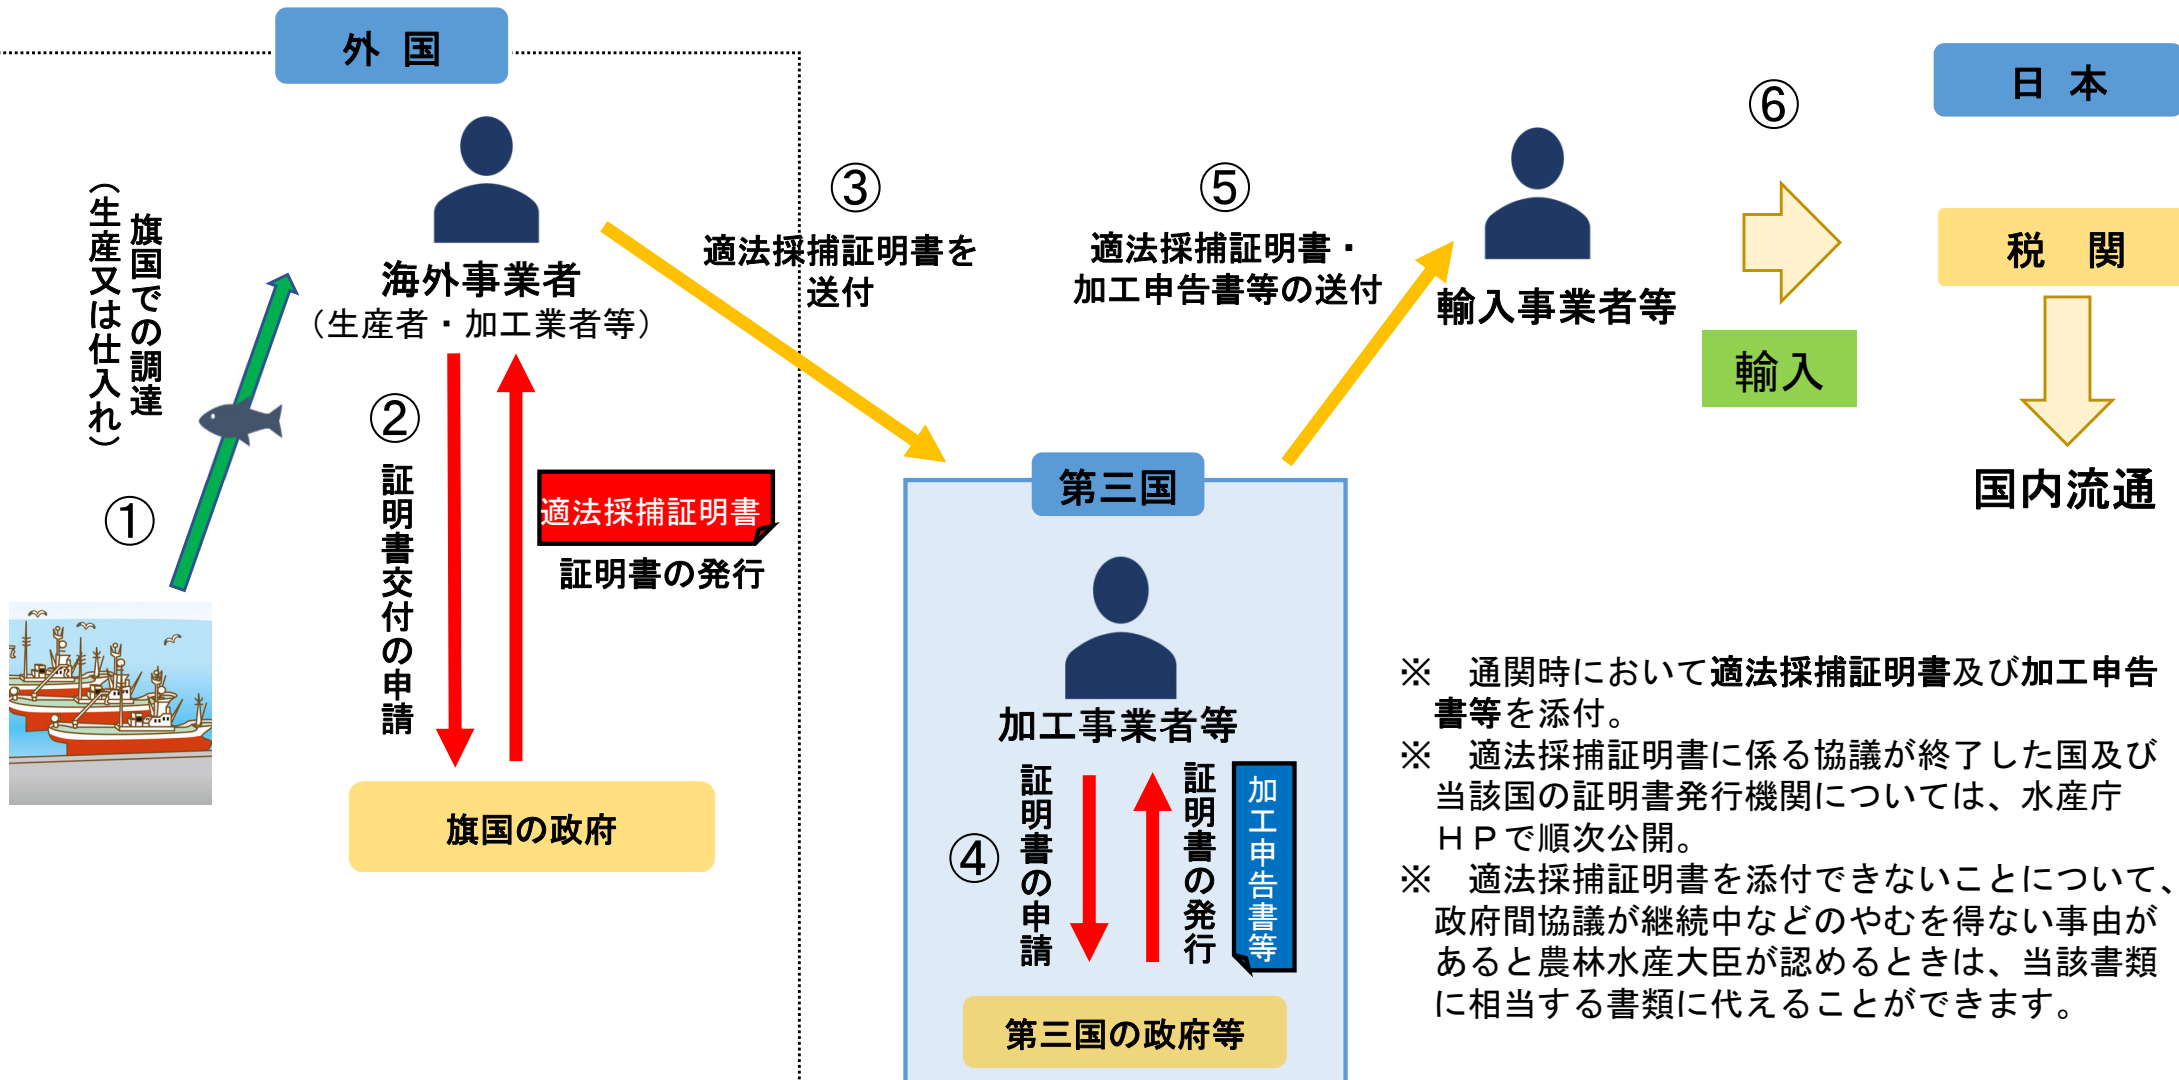 外 国
日 本
①
旗国での調達
（生産又は仕入れ）
海外事業者
（生産者・加工業者等）
②
証明書交付の申請
適法採捕証明書
証明書の発行
旗国の政府
③
適法採捕証明書を
送付
第三国
加工事業者等
④
証明書の申請
証明書の発行
加工申告書等
第三国の政府等
⑤
適法採捕証明書・
加工申告書等の送付
輸入事業者等
⑥
輸入
税 関
国内流通
※　通関時において適法採捕証明書及び加工申告
書等を添付。
※　適法採捕証明書に係る協議が終了した国及び
当該国の証明書発行機関については、水産庁
ＨＰで順次公開。
※　適法採捕証明書を添付できないことについて、
政府間協議が継続中などのやむを得ない事由が
あると農林水産大臣が認めるときは、当該書類
に相当する書類に代えることができます。